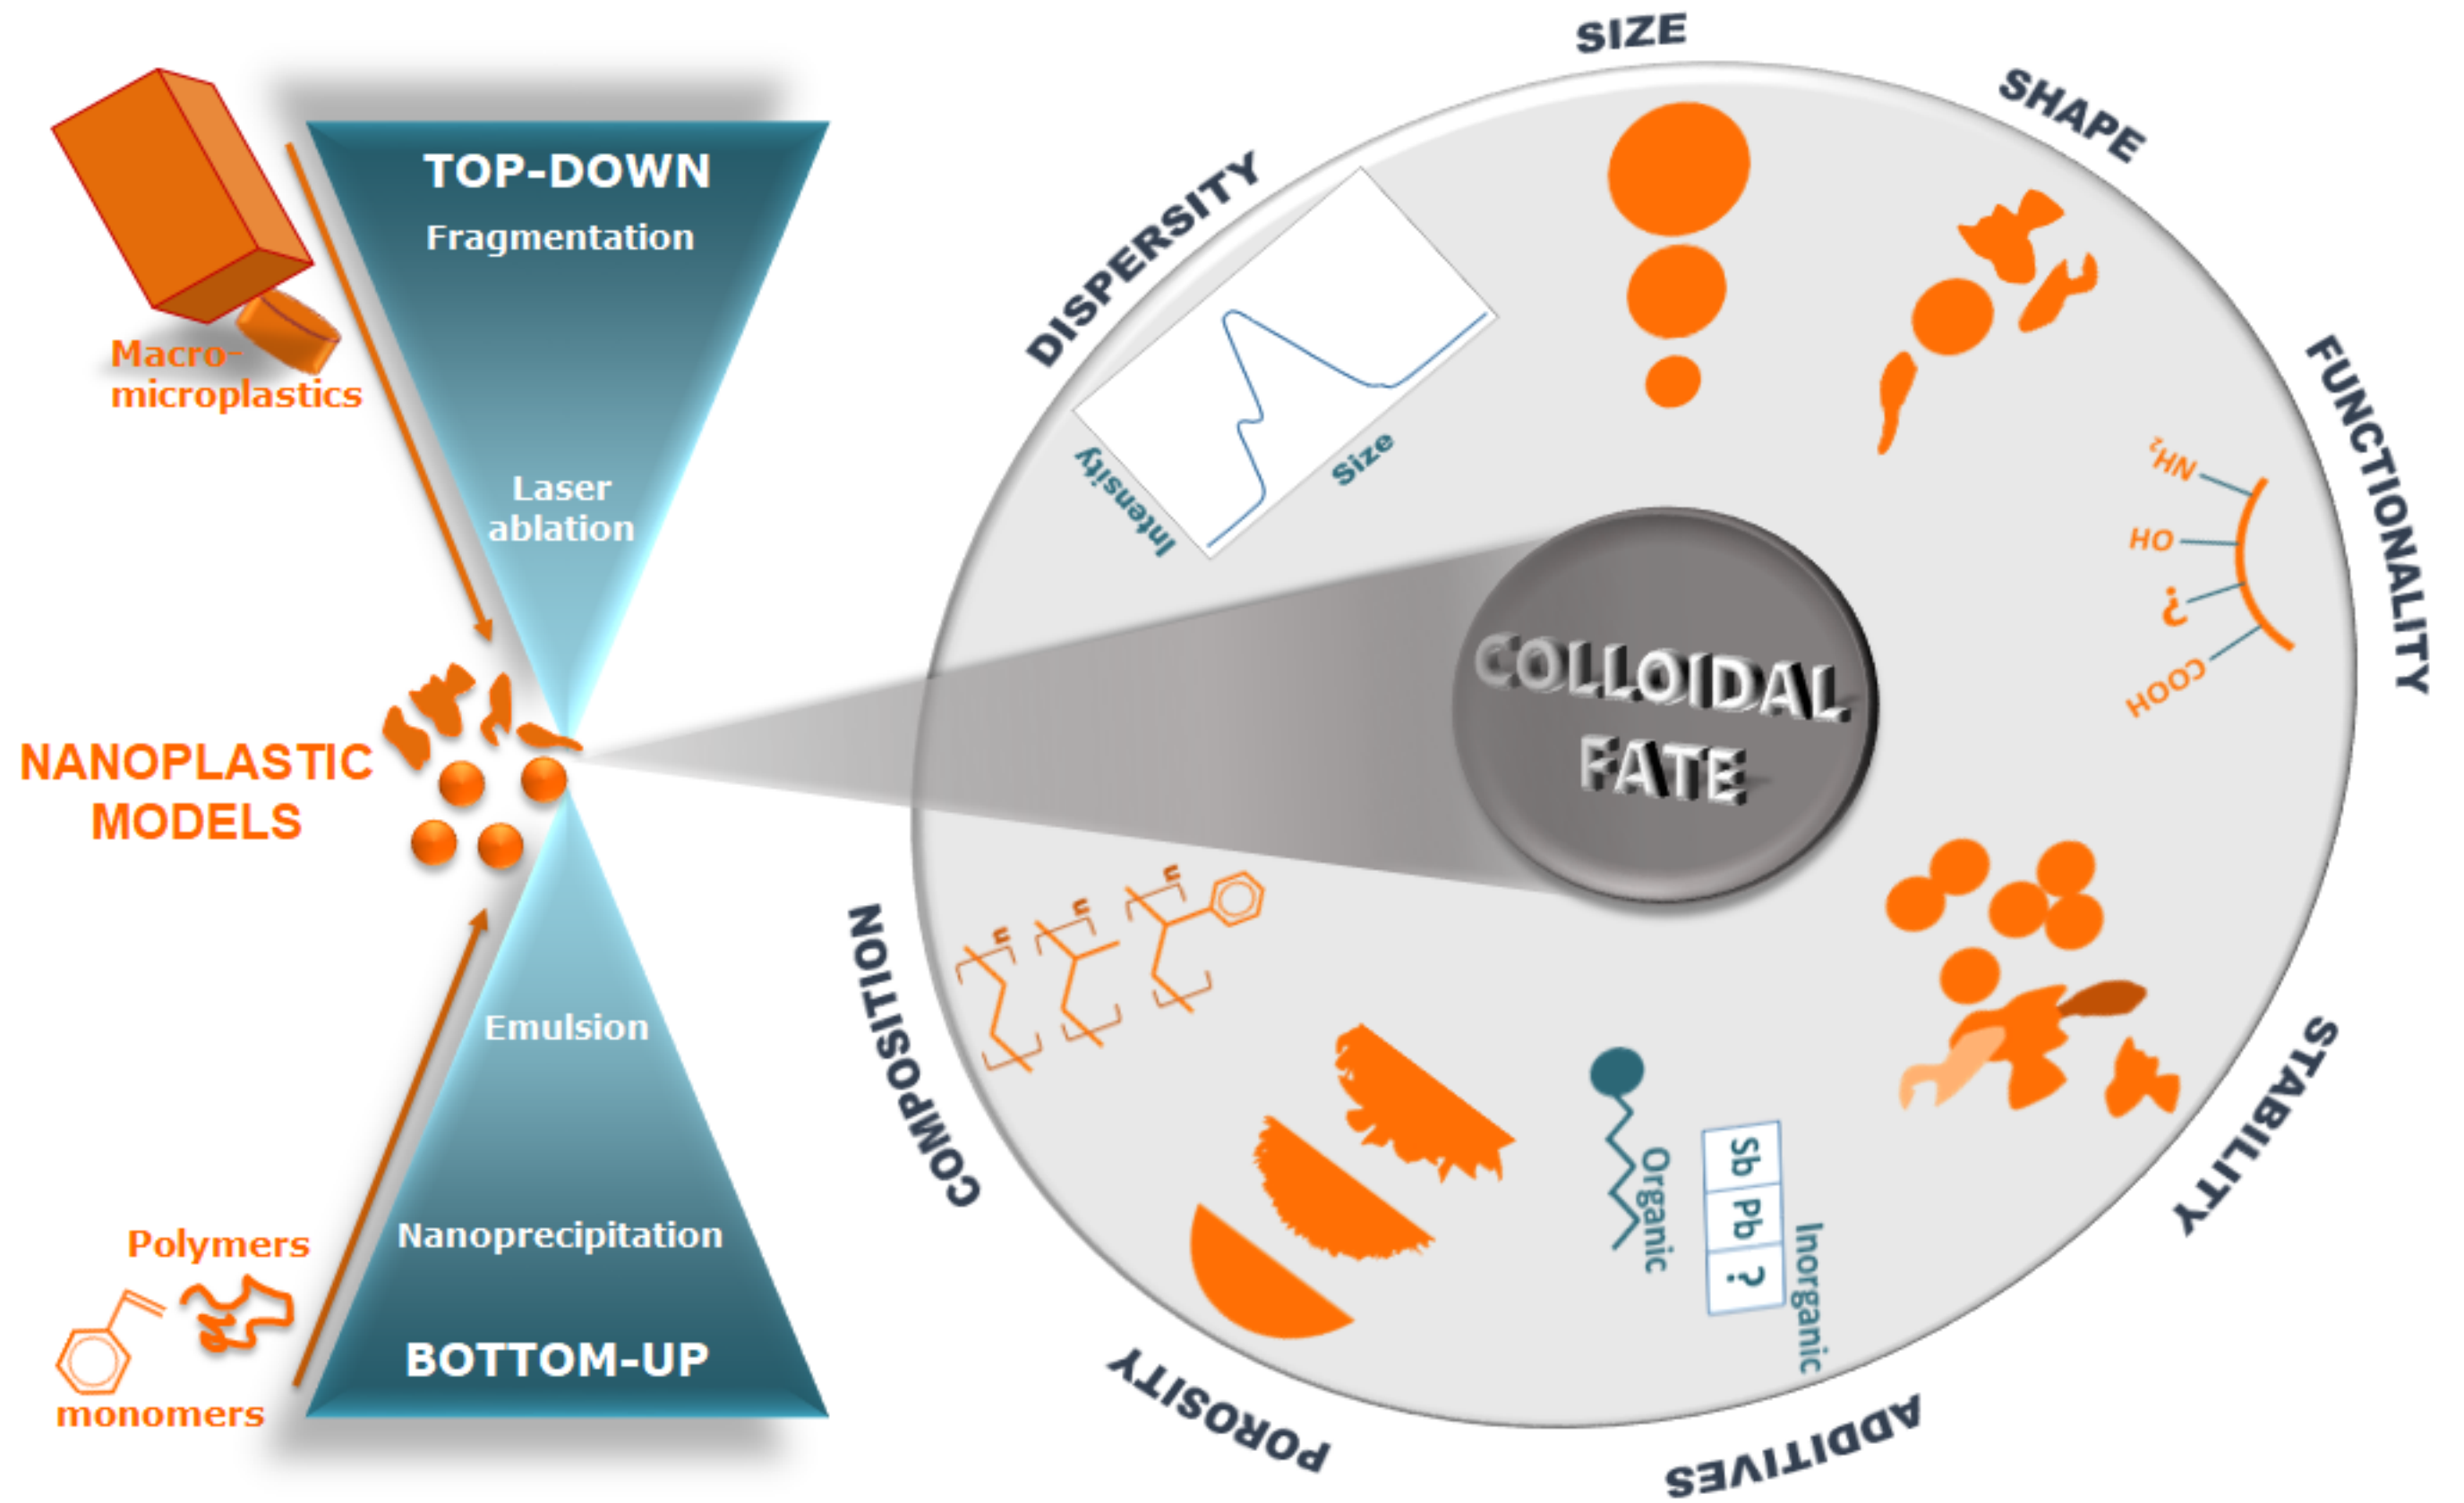 TOP-DOWN
Fragmentation
Laser
ablation
Macro-
microplastics
NANOPLASTIC
MODELS
Emulsion
Nanoprecipitation
BOTTOM-UP
Polymers
monomers
SIZE
SHAPE
FUNCTIONALITY
NH₂
OH
?
COOH
STABILITY
ADDITIVES
Organic
Sb
Pb
?
Inorganic
POROSITY
COMPOSITION
n
n
n
DISPERSITY
Intensity
Size
COLLOIDAL
FATE